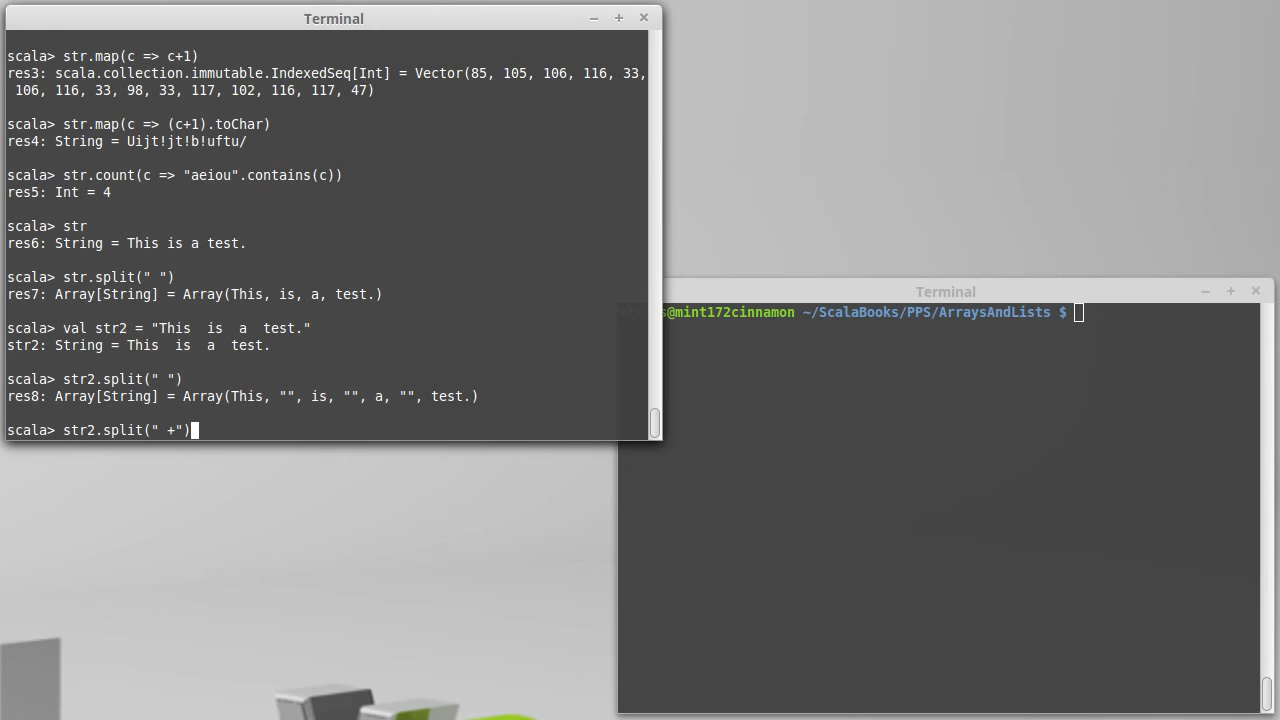 Terminal
scala> str.map(c => c+1)
res3: scala.collection.immutable.IndexedSeq[Int] = Vector(85, 105, 106, 116, 33,
 106, 116, 33, 98, 33, 117, 102, 116, 117, 47)
scala> str.map(c => (c+1).toChar)
res4: String = Uijt!jt!b!uftu/
scala> str.count(c => "aeiou".contains(c))
res5: Int = 4
scala> str
res6: String = This is a test.
scala> str.split(" ")
res7: Array[String] = Array(This, is, a, test.)
scala> val str2 = "This  is  a  test."
str2: String = This  is  a  test.
scala> str2.split(" ")
res8: Array[String] = Array(This, "", is, "", a, "", test.)
scala> str2.split(" +")
Terminal
s@mint172cinnamon ~/ScalaBooks/PPS/ArraysAndLists $